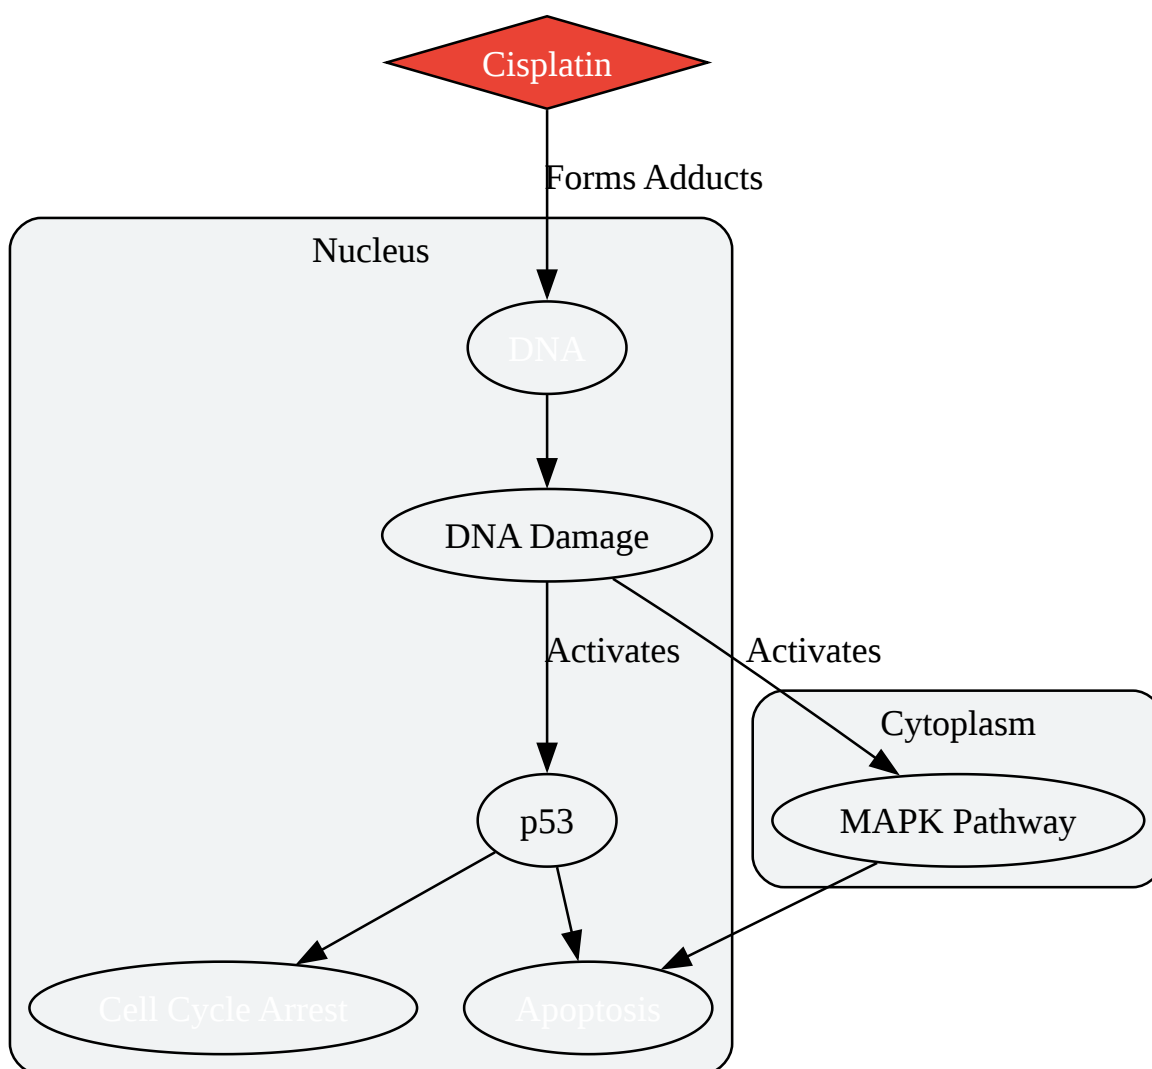 Cisplatin
Forms Adducts
Nucleus
DNA
DNA Damage
Activates
Activates
Cytoplasm
p53
MAPK Pathway
Cell Cycle Arrest
Apoptosis